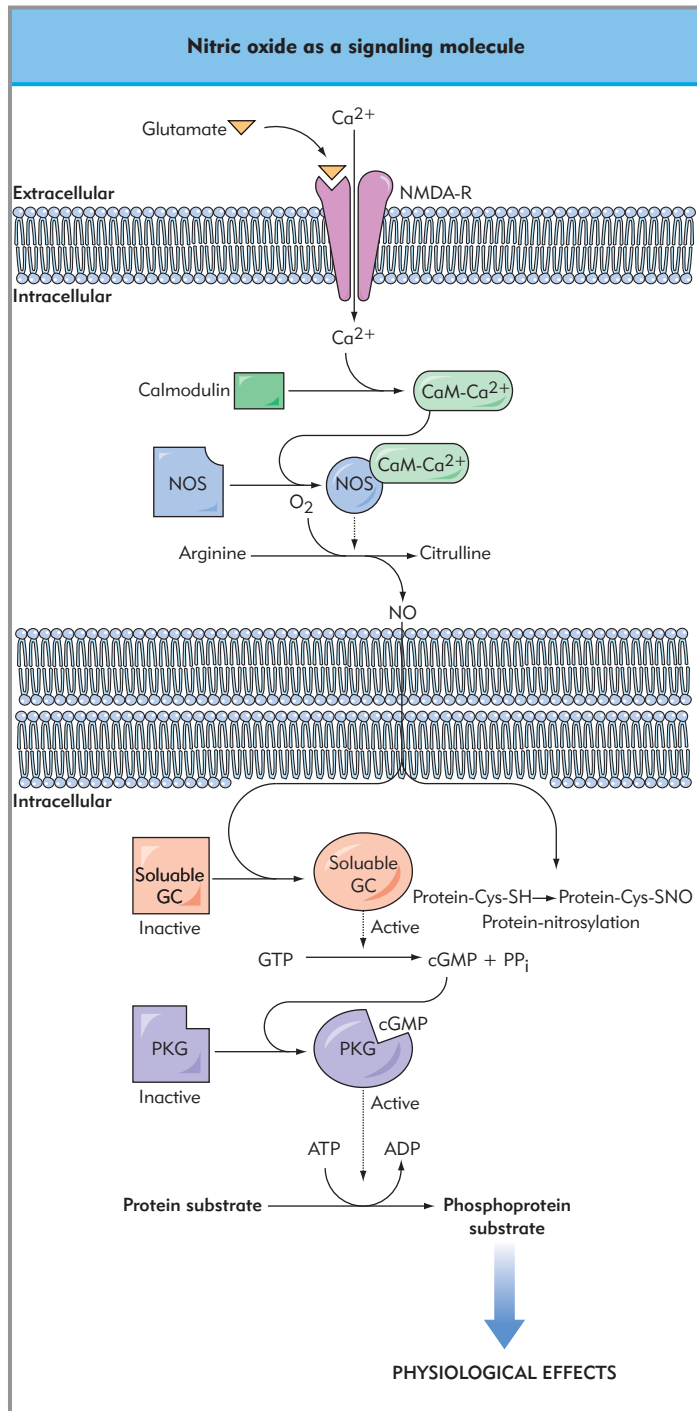 Nitric oxide as a signaling molecule
Ca2+
Glutamate
Extracellular
NMDA-R
Intracellular
Ca2+
Calmodulin
CaM-Ca2+
NOS
NOS
CaM-Ca2+
O2
Arginine
Citrulline
NO
Intracellular
Soluable
GC
Inactive
Soluable
GC
Active
Protein-Cys-SH → Protein-Cys-SNO
Protein-nitrosylation
GTP
cGMP + PPi
PKG
Inactive
cGMP
PKG
Active
ATP
ADP
Protein substrate
Phosphoprotein
substrate
PHYSIOLOGICAL EFFECTS